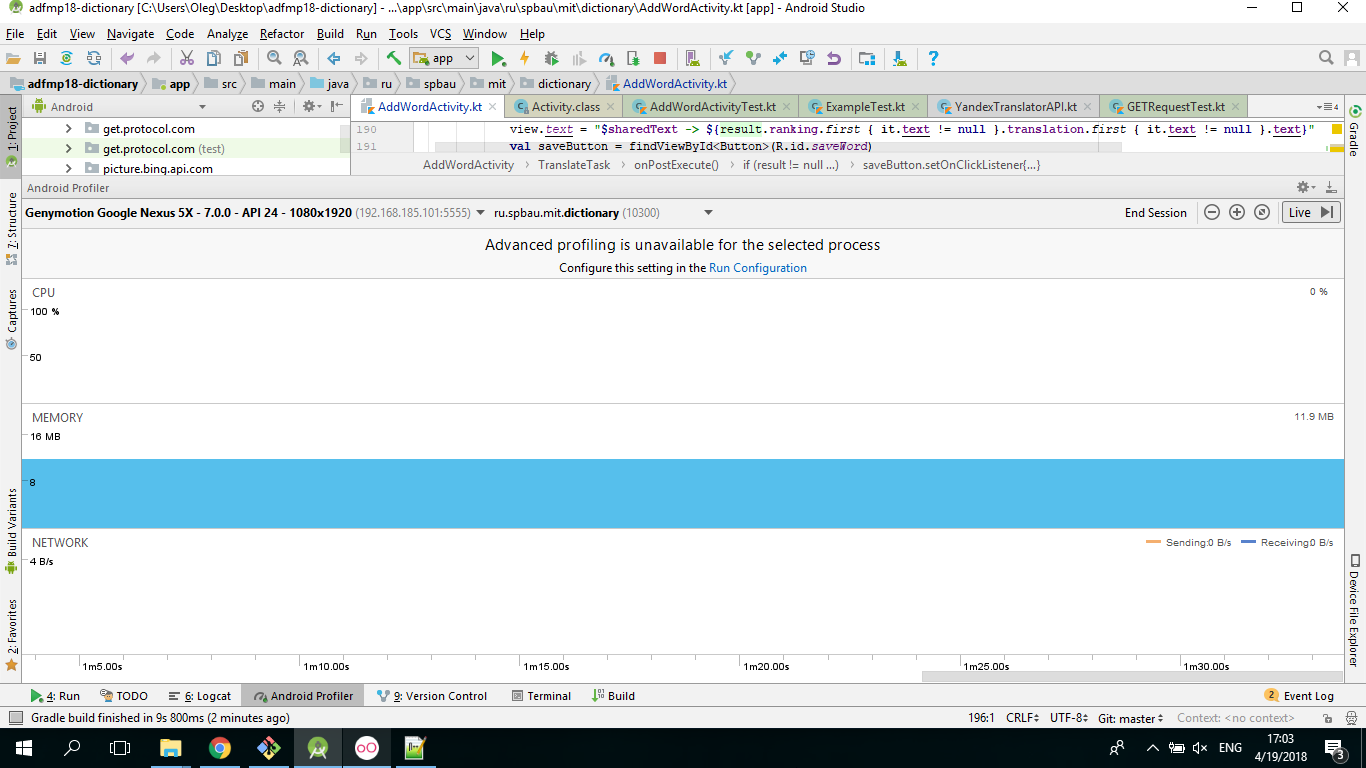 adfmp18-dictionary [C:\Users\Oleg\Desktop\adfmp18-dictionary] - ...\app\src\main\java\ru\spbau\mit\dictionary\AddWordActivity.kt [app] - Android Studio
File Edit View Navigate Code Analyze Refactor Build Run Tools VCS Window Help
app
adfmp18-dictionary app src main java ru spbau mit dictionary AddWordActivity.kt
1: Project
Android
AddWordActivity.kt Activity.class AddWordActivityTest.kt ExampleTest.kt YandexTranslatorAPI.kt GETRequestTest.kt
4
Gradle
get.protocol.com
get.protocol.com (test)
picture.bing.api.com
190 view.text = "$sharedText -> ${result.ranking.first { it.text != null }.translation.first { it.text != null }.text}"
191 val saveButton = findViewById<Button>(R.id.saveWord)
AddWordActivity TranslateTask onPostExecute() if (result != null ...) saveButton.setOnClickListener{...}
Android Profiler
7: Structure
Genymotion Google Nexus 5X - 7.0.0 - API 24 - 1080x1920 (192.168.185.101:5555) ru.spbau.mit.dictionary (10300) End Session Live
Advanced profiling is unavailable for the selected process
Configure this setting in the Run Configuration
Captures
CPU 0 %
100 %
50
MEMORY 11.9 MB
16 MB
8
Build Variants
NETWORK Sending:0 B/s Receiving:0 B/s
4 B/s
Device File Explorer
2: Favorites
1m5.00s 1m10.00s 1m15.00s 1m20.00s 1m25.00s 1m30.00s
4: Run TODO 6: Logcat Android Profiler 9: Version Control Terminal Build 2 Event Log
Gradle build finished in 9s 800ms (2 minutes ago) 196:1 CRLF UTF-8 Git: master Context: <no context>
ENG 17:03
4/19/2018 3